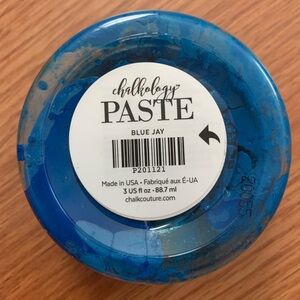 chalkology
PASTE
BLUE JAY
P201121
Made in USA - Fabriqué aux É-UA
3 US fl oz - 88.7 ml
chalkcouture.com